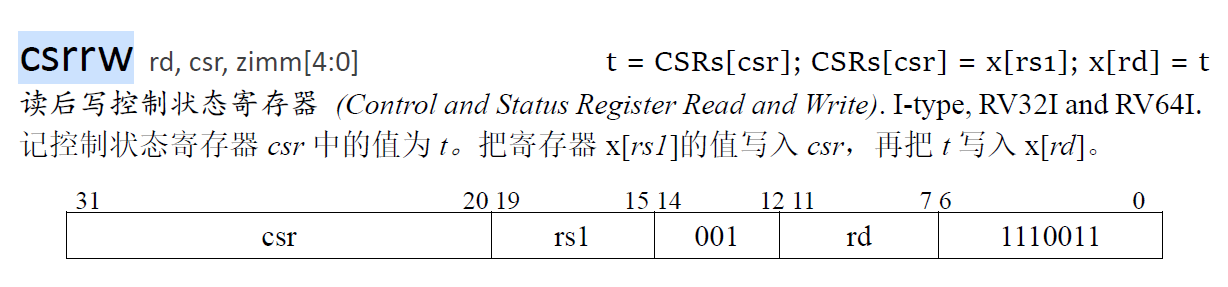 csrrw rd, csr, zimm[4:0] t = CSRs[csr]; CSRs[csr] = x[rs1]; x[rd] = t
读后写控制状态寄存器 (Control and Status Register Read and Write). I-type, RV32I and RV64I.
记控制状态寄存器 csr 中的值为 t。把寄存器 x[rs1]的值写入 csr，再把 t 写入 x[rd]。
31 20 19 15 14 12 11 7 6 0
csr rs1 001 rd 1110011